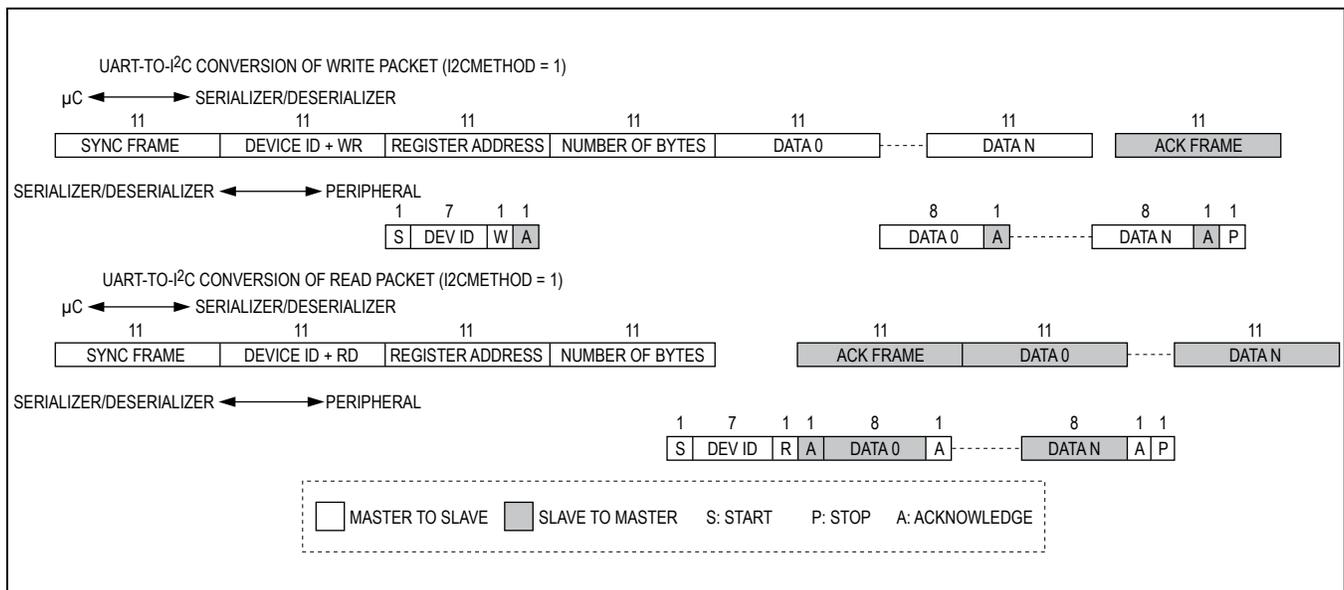 UART-TO-I2C CONVERSION OF WRITE PACKET (I2CMETHOD = 1)
µC SERIALIZER/DESERIALIZER
11 11 11 11 11 11 11
SYNC FRAME DEVICE ID + WR REGISTER ADDRESS NUMBER OF BYTES DATA 0 DATA N ACK FRAME
SERIALIZER/DESERIALIZER PERIPHERAL
1 7 1 1 8 1 8 1 1
S DEV ID W A DATA 0 A DATA N A P
UART-TO-I2C CONVERSION OF READ PACKET (I2CMETHOD = 1)
µC SERIALIZER/DESERIALIZER
11 11 11 11 11 11 11
SYNC FRAME DEVICE ID + RD REGISTER ADDRESS NUMBER OF BYTES ACK FRAME DATA 0 DATA N
SERIALIZER/DESERIALIZER PERIPHERAL
1 7 1 1 8 1 8 1 1
S DEV ID R A DATA 0 A DATA N A P
MASTER TO SLAVE SLAVE TO MASTER S: START P: STOP A: ACKNOWLEDGE